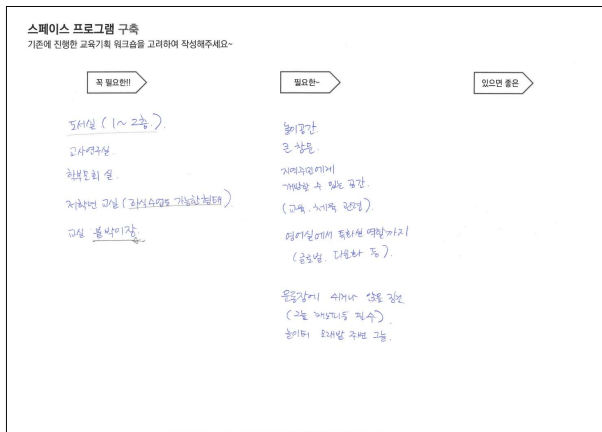 스페이스 프로그램 구축
기존에 진행한 교육기획 워크숍을 고려하여 작성해주세요~
꼭 필요한!!
도서실 (1~2층.).
교사연구실.
학부모회 실.
저학년 교실 (좌식수업도 가능한 형태)
교실 붙박이장.
필요한~
놀이공간.
큰 창문.
지역주민에게
개방할 수 있는 공간.
(교육, 체육 관련).
영어실에서 특화된 역할까지
(글로벌, 다문화 등).
운동장에 쉬거나 앉을 공간
(그늘 캐노피등 필수).
놀이터 모래밭 주변 그늘.
있으면 좋은